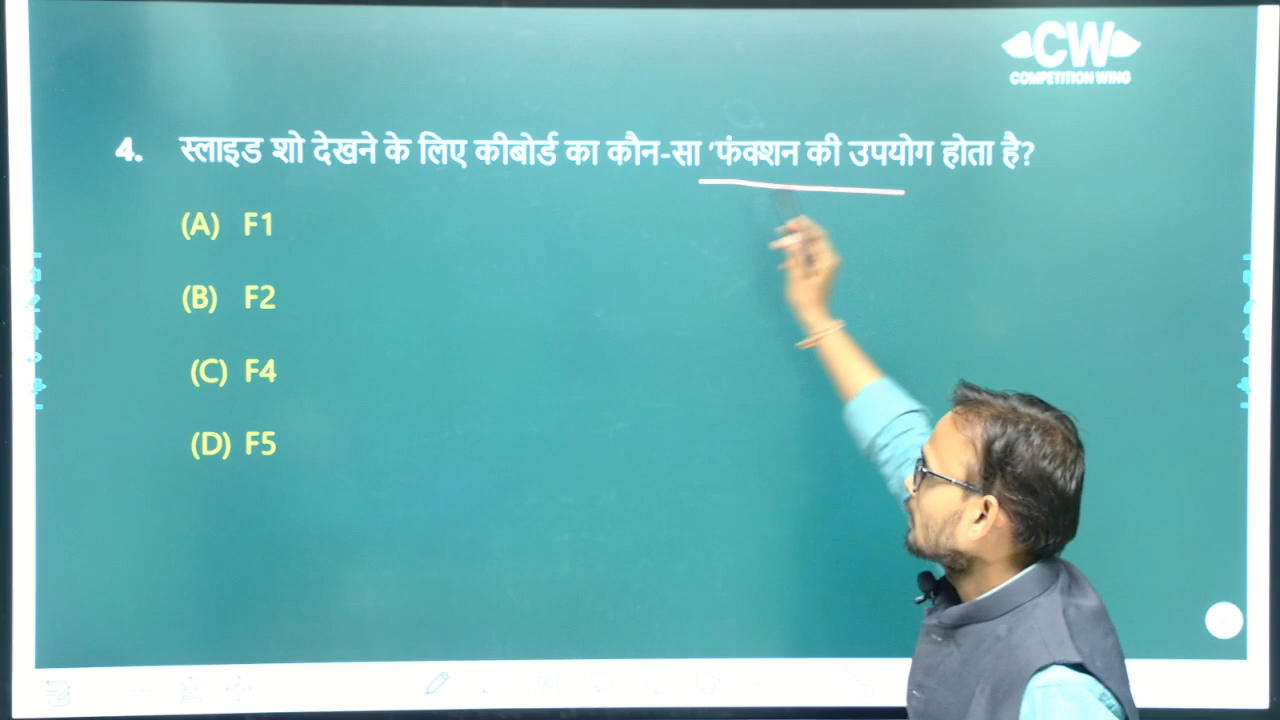 CW
COMPETITION WING
4. स्लाइड शो देखने के लिए कीबोर्ड का कौन-सा ‘फंक्शन की उपयोग होता है?
(A) F1
(B) F2
(C) F4
(D) F5